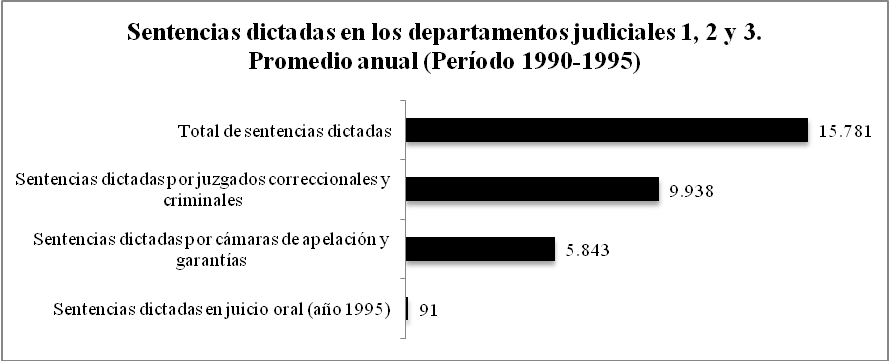 Sentencias dictadas en los departamentos judiciales 1, 2 y 3.
Promedio anual (Período 1990-1995)
Total de sentencias dictadas
15.781
Sentencias dictadas por juzgados correccionales y
criminales
9.938
Sentencias dictadas por cámaras de apelación y
garantías
5.843
Sentencias dictadas en juicio oral (año 1995)
91